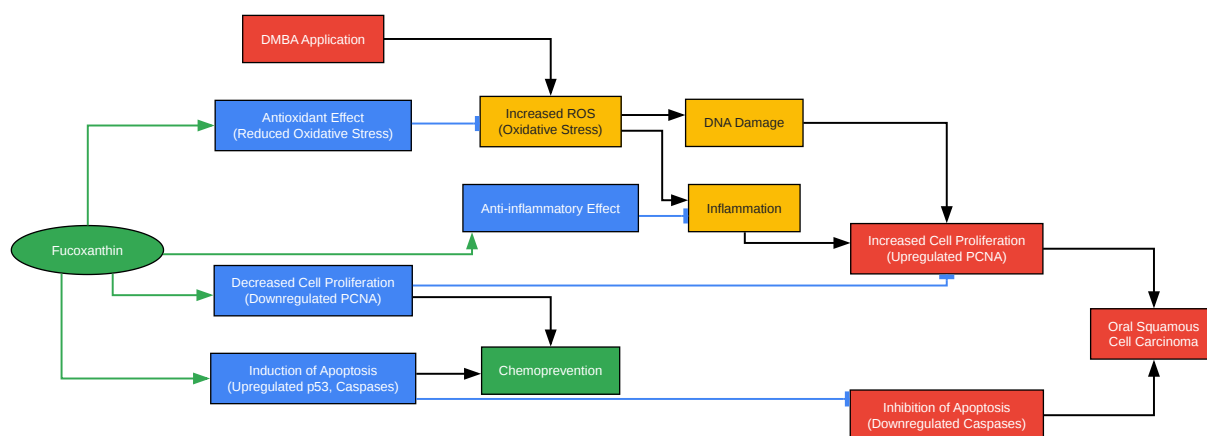 DMBA Application
Antioxidant Effect
(Reduced Oxidative Stress)
Increased ROS
(Oxidative Stress)
DNA Damage
Anti-inflammatory Effect
Inflammation
Fucoxanthin
Increased Cell Proliferation
(Upregulated PCNA)
Decreased Cell Proliferation
(Downregulated PCNA)
Oral Squamous
Cell Carcinoma
Induction of Apoptosis
(Upregulated p53, Caspases)
Chemoprevention
Inhibition of Apoptosis
(Downregulated Caspases)